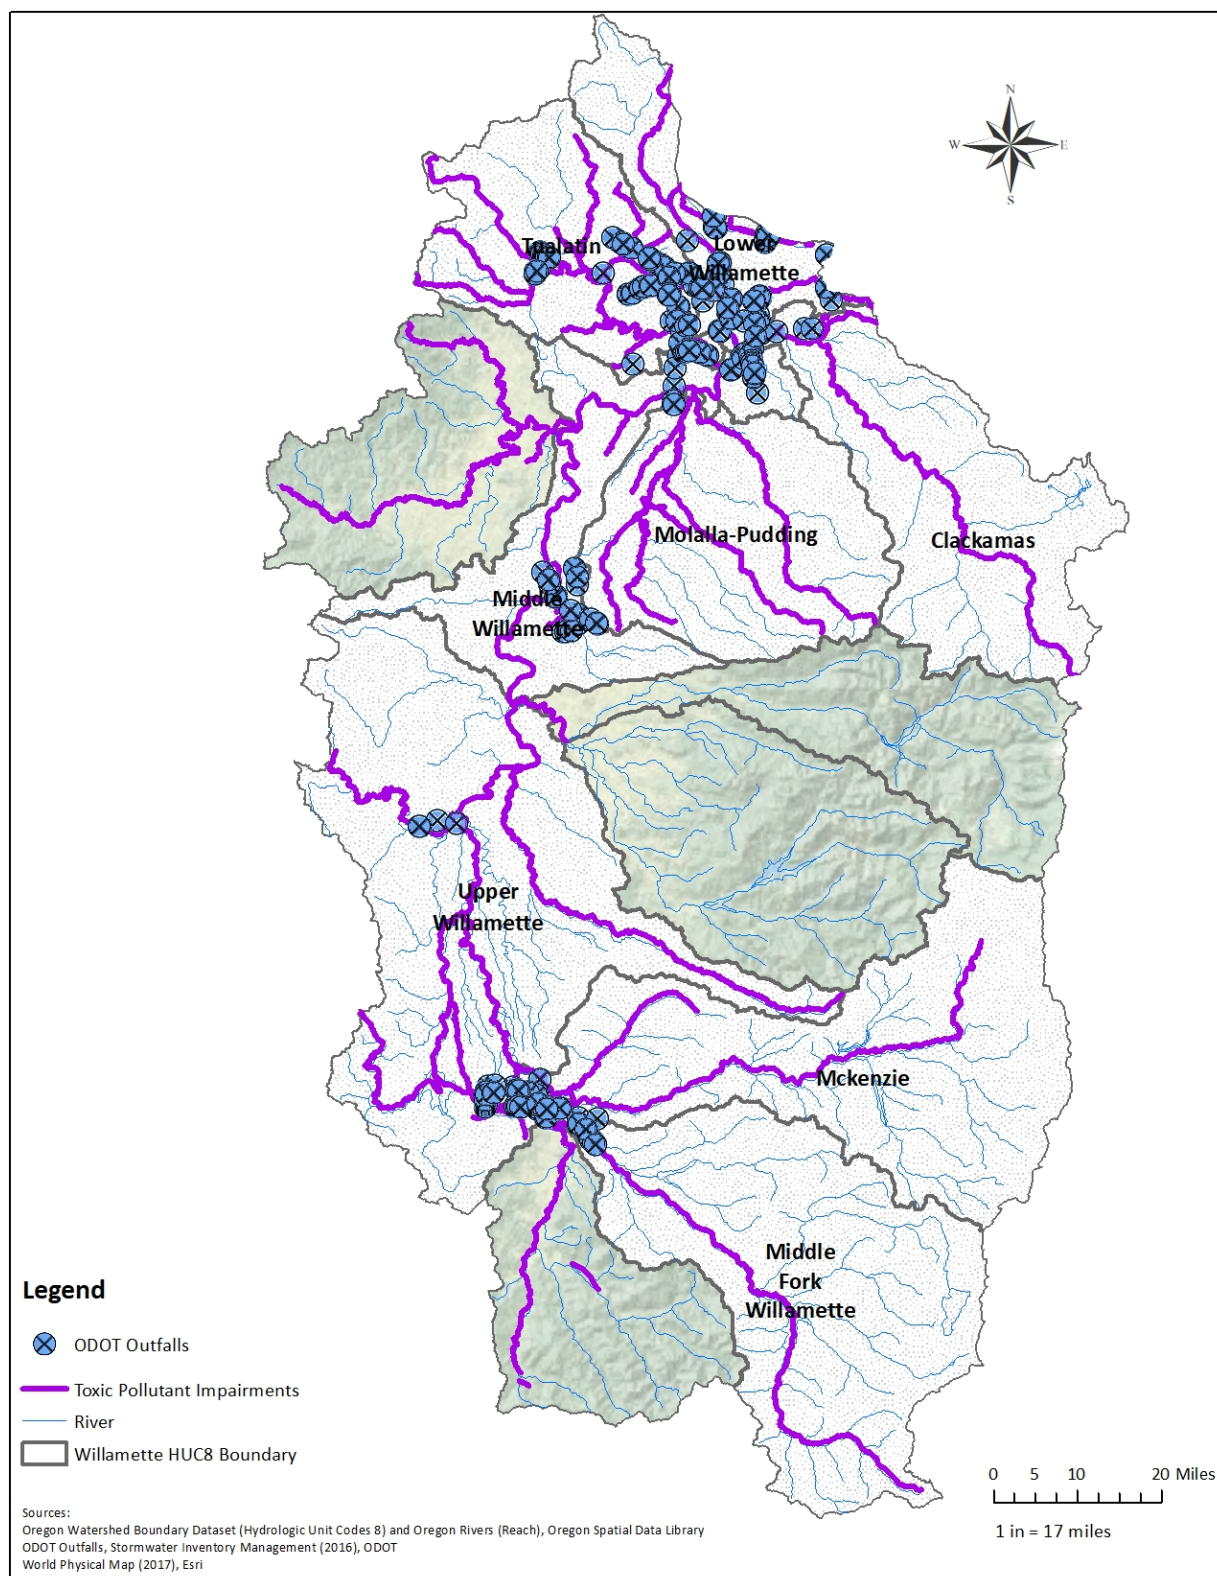 N
W
E
S
Tualatin
Lower
Willamette
Molalla-Pudding
Clackamas
Middle
Willamette
Upper
Willamette
Mckenzie
Middle
Fork
Willamette
Legend
ODOT Outfalls
Toxic Pollutant Impairments
River
Willamette HUC8 Boundary
0 5 10 20 Miles
1 in = 17 miles
Sources:
Oregon Watershed Boundary Dataset (Hydrologic Unit Codes 8) and Oregon Rivers (Reach), Oregon Spatial Data Library
ODOT Outfalls, Stormwater Inventory Management (2016), ODOT
World Physical Map (2017), Esri